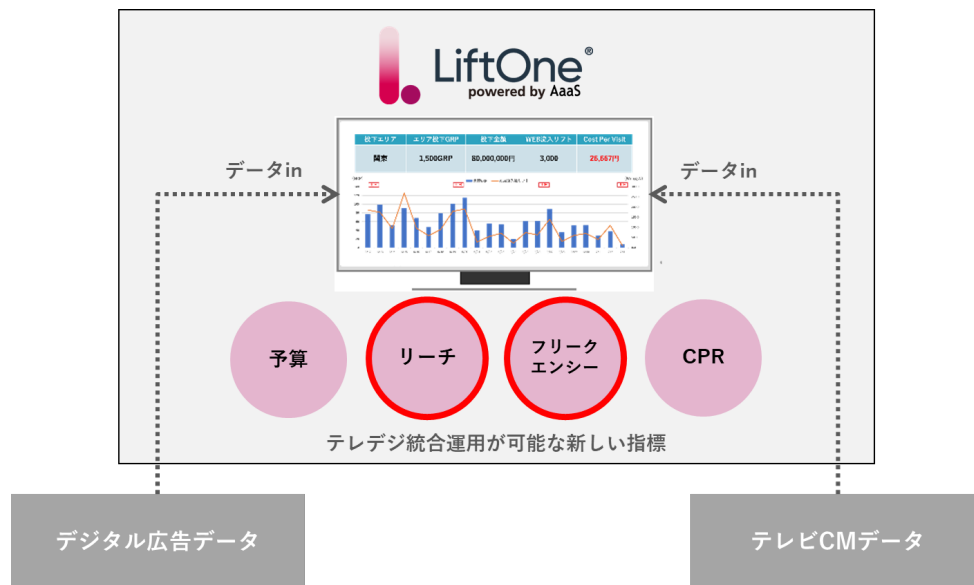 LiftOne®
powered by AaaS
投下エリア エリア投下GRP 投下金額 WEB流入リフト Cost Per Visit
関東 1,500GRP 80,000,000円 3,000 26,667円
データin データin
予算 リーチ フリーク
エンシー CPR
テレデジ統合運用が可能な新しい指標
デジタル広告データ テレビCMデータ